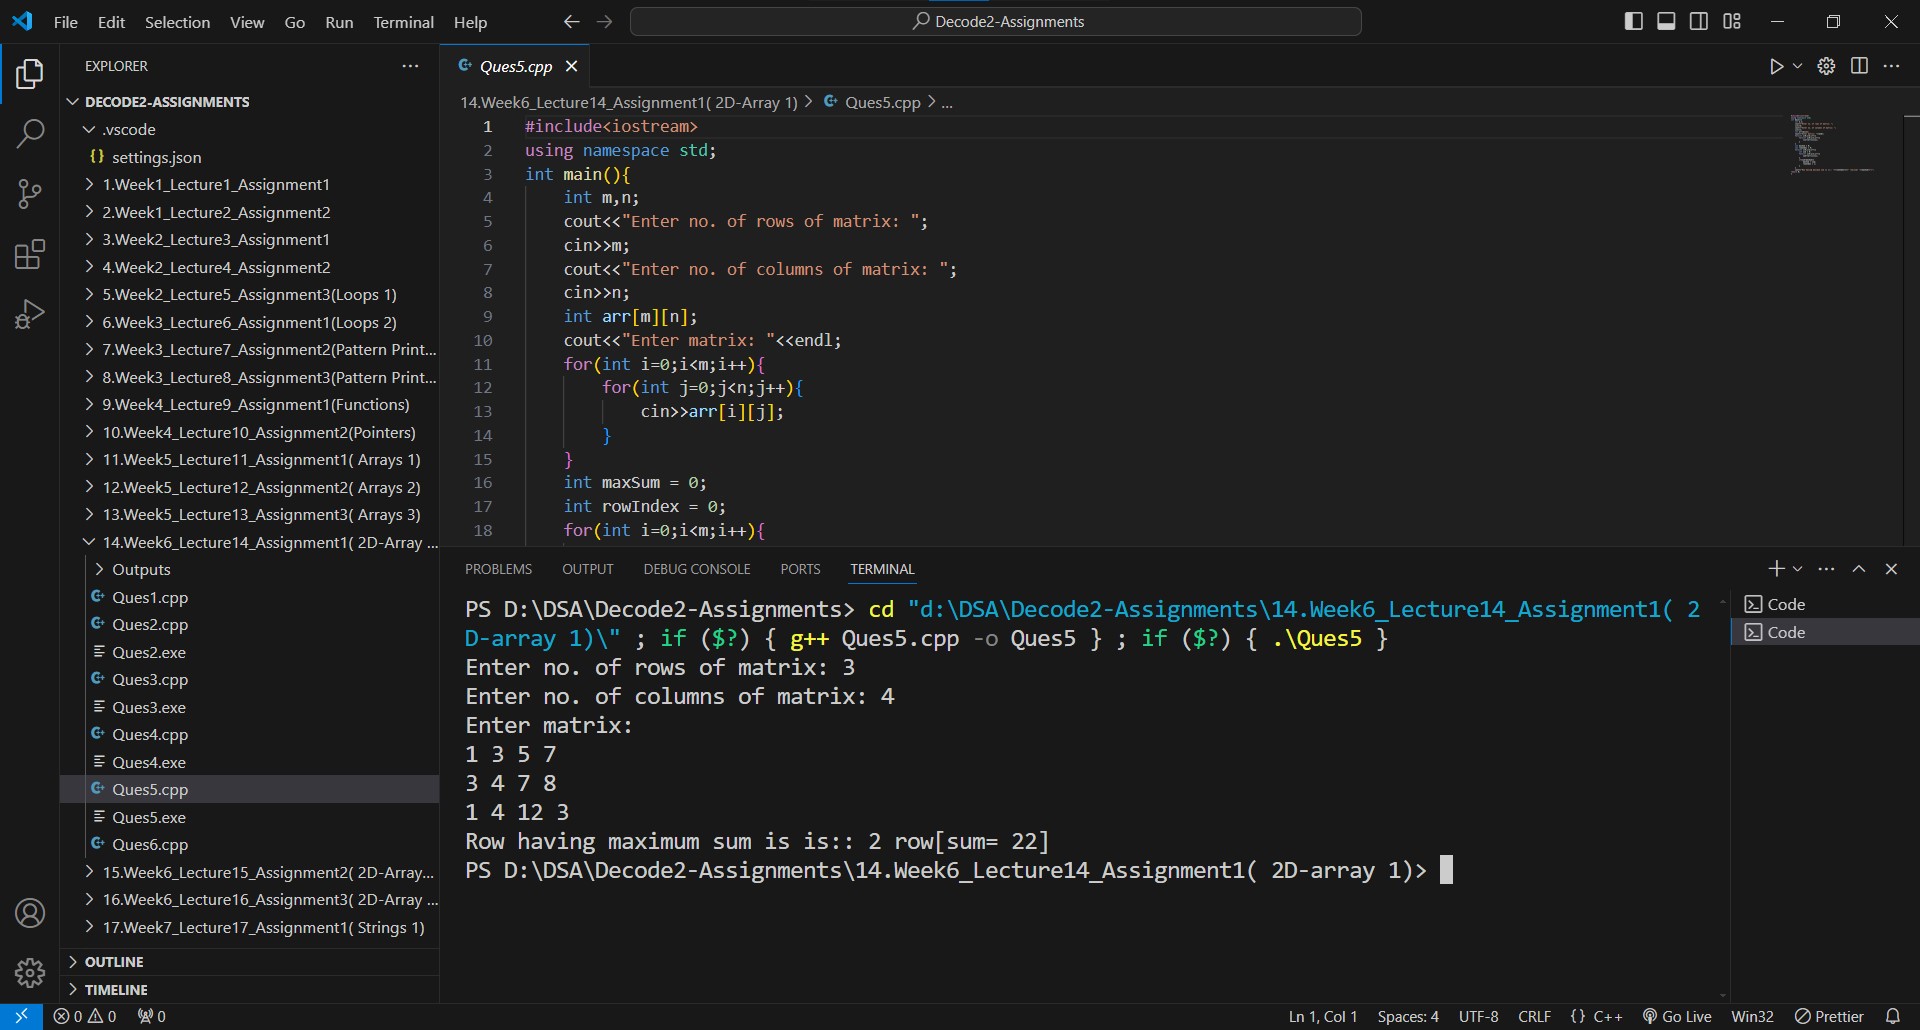 File Edit Selection View Go Run Terminal Help
Decode2-Assignments
EXPLORER
DECODE2-ASSIGNMENTS
.vscode
{} settings.json
1.Week1_Lecture1_Assignment1
2.Week1_Lecture2_Assignment2
3.Week2_Lecture3_Assignment1
4.Week2_Lecture4_Assignment2
5.Week2_Lecture5_Assignment3(Loops 1)
6.Week3_Lecture6_Assignment1(Loops 2)
7.Week3_Lecture7_Assignment2(Pattern Print...
8.Week3_Lecture8_Assignment3(Pattern Print...
9.Week4_Lecture9_Assignment1(Functions)
10.Week4_Lecture10_Assignment2(Pointers)
11.Week5_Lecture11_Assignment1( Arrays 1)
12.Week5_Lecture12_Assignment2( Arrays 2)
13.Week5_Lecture13_Assignment3( Arrays 3)
14.Week6_Lecture14_Assignment1( 2D-Array ...
Outputs
Ques1.cpp
Ques2.cpp
Ques2.exe
Ques3.cpp
Ques3.exe
Ques4.cpp
Ques4.exe
Ques5.cpp
Ques5.exe
Ques6.cpp
15.Week6_Lecture15_Assignment2( 2D-Array...
16.Week6_Lecture16_Assignment3( 2D-Array ...
17.Week7_Lecture17_Assignment1( Strings 1)
OUTLINE
TIMELINE
Ques5.cpp
14.Week6_Lecture14_Assignment1( 2D-Array 1) > Ques5.cpp > ...
1 #include<iostream>
2 using namespace std;
3 int main(){
4 int m,n;
5 cout<<"Enter no. of rows of matrix: ";
6 cin>>m;
7 cout<<"Enter no. of columns of matrix: ";
8 cin>>n;
9 int arr[m][n];
10 cout<<"Enter matrix: "<<endl;
11 for(int i=0;i<m;i++){
12 for(int j=0;j<n;j++){
13 cin>>arr[i][j];
14 }
15 }
16 int maxSum = 0;
17 int rowIndex = 0;
18 for(int i=0;i<m;i++){
PROBLEMS OUTPUT DEBUG CONSOLE PORTS TERMINAL
PS D:\DSA\Decode2-Assignments> cd "d:\DSA\Decode2-Assignments\14.Week6_Lecture14_Assignment1( 2
D-array 1)\" ; if ($?) { g++ Ques5.cpp -o Ques5 } ; if ($?) { .\Ques5 }
Enter no. of rows of matrix: 3
Enter no. of columns of matrix: 4
Enter matrix:
1 3 5 7
3 4 7 8
1 4 12 3
Row having maximum sum is is:: 2 row[sum= 22]
PS D:\DSA\Decode2-Assignments\14.Week6_Lecture14_Assignment1( 2D-array 1)>
Code
Code
0 0 0
Ln 1, Col 1 Spaces: 4 UTF-8 CRLF {} C++ Go Live Win32 Prettier